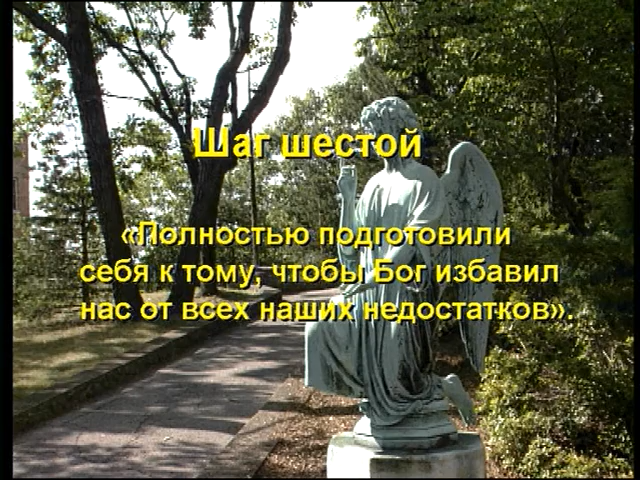 Шаг шестой
«Полностью подготовили
себя к тому, чтобы Бог избавил
нас от всех наших недостатков».